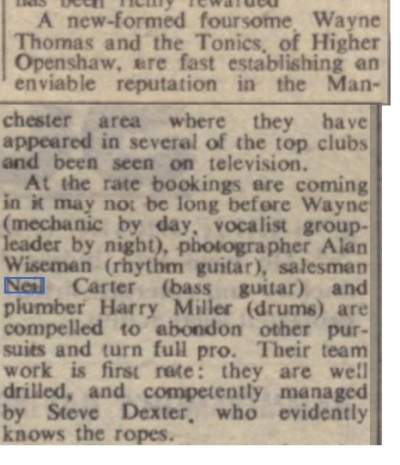 has been richly rewarded
A new-formed foursome, Wayne
Thomas and the Tonics, of Higher
Openshaw, are fast establishing an
enviable reputation in the Man-
chester area where they have
appeared in several of the top clubs
and been seen on television.
At the rate bookings are coming
in it may not be long before Wayne
(mechanic by day, vocalist group-
leader by night), photographer Alan
Wiseman (rhythm guitar), salesman
Neil Carter (bass guitar) and
plumber Harry Miller (drums) are
compelled to abondon other pur-
suits and turn full pro. Their team
work is first rate: they are well
drilled, and competently managed
by Steve Dexter, who evidently
knows the ropes.